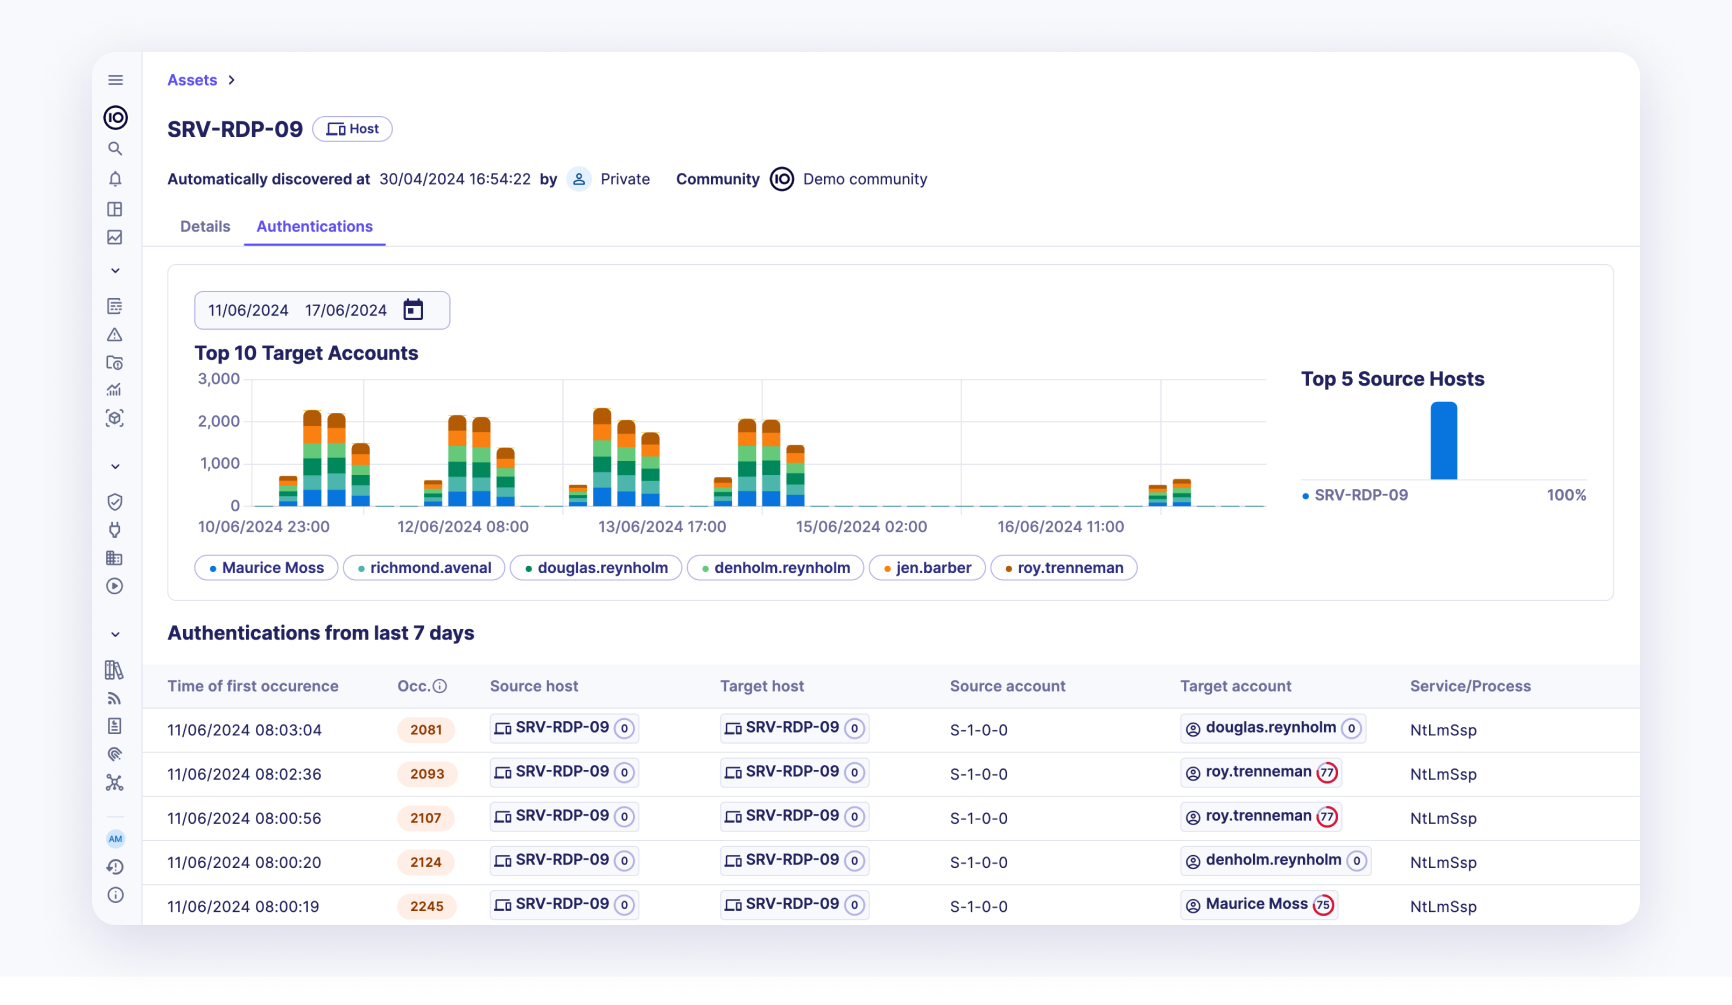 Assets
SRV-RDP-09 Host
Automatically discovered at 30/04/2024 16:54:22 by Private Community Demo community
Details Authentications
11/06/2024 17/06/2024
Top 10 Target Accounts
3,000
2,000
1,000
0
10/06/2024 23:00 12/06/2024 08:00 13/06/2024 17:00 15/06/2024 02:00 16/06/2024 11:00
Maurice Moss richmond.avenal douglas.reynholm denholm.reynholm jen.barber roy.trenneman
Top 5 Source Hosts
SRV-RDP-09 100%
Authentications from last 7 days
Time of first occurence Occ. Source host Target host Source account Target account Service/Process
11/06/2024 08:03:04 2081 SRV-RDP-09 0 SRV-RDP-09 0 S-1-0-0 douglas.reynholm 0 NtLmSsp
11/06/2024 08:02:36 2093 SRV-RDP-09 0 SRV-RDP-09 0 S-1-0-0 roy.trenneman 77 NtLmSsp
11/06/2024 08:00:56 2107 SRV-RDP-09 0 SRV-RDP-09 0 S-1-0-0 roy.trenneman 77 NtLmSsp
11/06/2024 08:00:20 2124 SRV-RDP-09 0 SRV-RDP-09 0 S-1-0-0 denholm.reynholm 0 NtLmSsp
11/06/2024 08:00:19 2245 SRV-RDP-09 0 SRV-RDP-09 0 S-1-0-0 Maurice Moss 75 NtLmSsp
AM